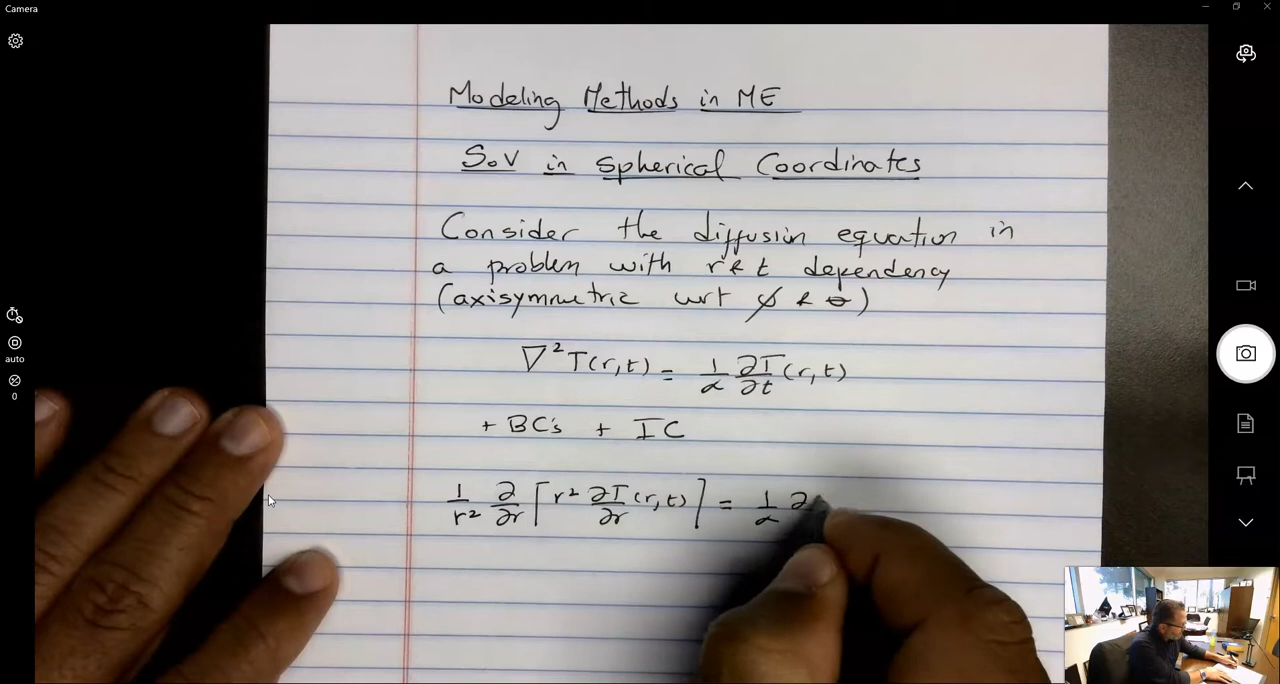 Camera
Modeling Methods in ME
SoV in Spherical Coordinates
Consider the diffusion equation in
a problem with r & t dependency
(axisymmetric wrt ϕ & θ)
∇²T(r,t) = 1/α ∂T/∂t (r,t)
+ BC's + IC
1/r² ∂/∂r [r² ∂T/∂r (r,t)] = 1/α ∂
auto
0